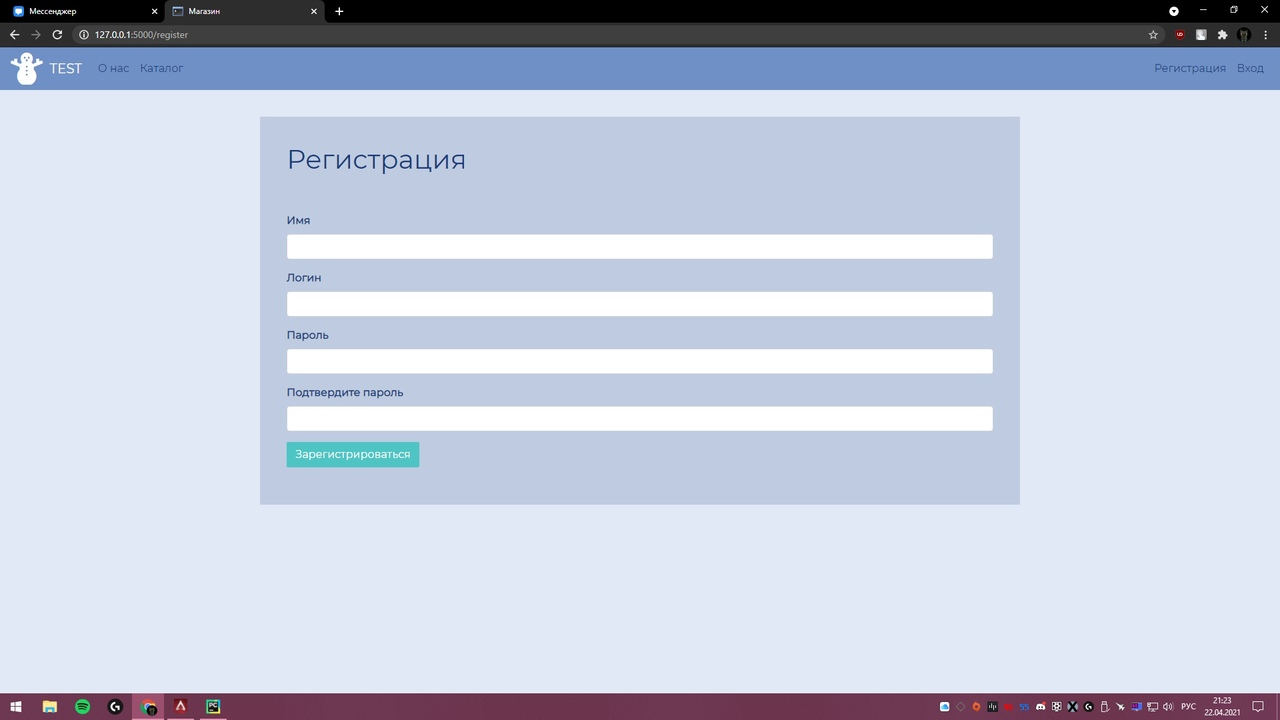 Мессенджер
Магазин
127.0.0.1:5000/register
TEST
О нас
Каталог
Регистрация
Вход
Регистрация
Имя
Логин
Пароль
Подтвердите пароль
Зарегистрироваться
55
РУС
21:23
22.04.2021